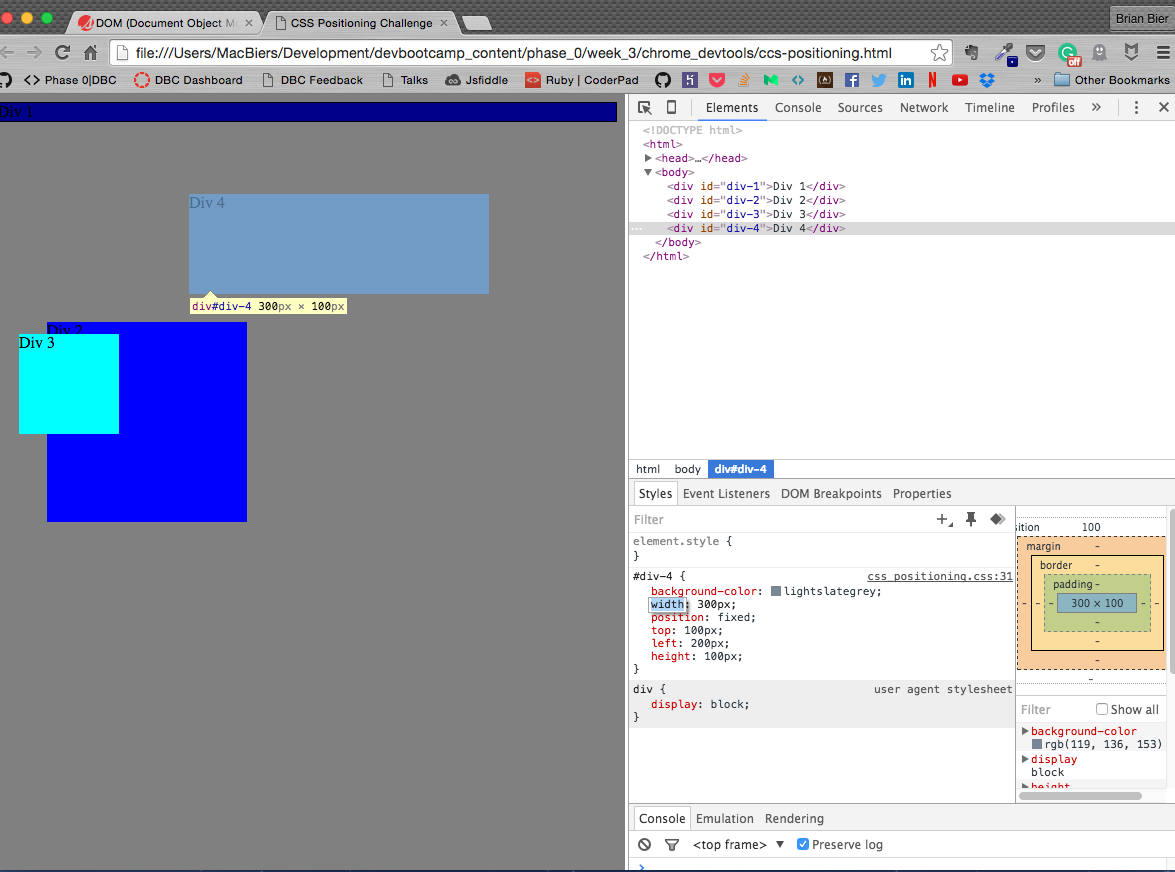 DOM (Document Object M
CSS Positioning Challenge
Brian Bier
file:///Users/MacBiers/Development/devbootcamp_content/phase_0/week_3/chrome_devtools/ccs-positioning.html
off
<> Phase 0|DBC
DBC Dashboard
DBC Feedback
Talks
Jsfiddle
Ruby | CoderPad
»
Other Bookmarks
Div 1
Div 4
div#div-4 300px × 100px
Div 2
Div 3
Elements
Console
Sources
Network
Timeline
Profiles
»
<!DOCTYPE html>
<html>
<head>…</head>
<body>
<div id="div-1">Div 1</div>
<div id="div-2">Div 2</div>
<div id="div-3">Div 3</div>
<div id="div-4">Div 4</div>
</body>
</html>
html
body
div#div-4
Styles
Event Listeners
DOM Breakpoints
Properties
Filter
element.style {
}
#div-4 {
css_positioning.css:31
background-color: lightslategrey;
width: 300px;
position: fixed;
top: 100px;
left: 200px;
height: 100px;
}
div {
user agent stylesheet
display: block;
}
sition
100
margin
-
border
-
padding -
- - - 300 × 100 - - -
-
-
-
-
Filter
Show all
background-color
rgb(119, 136, 153)
display
block
height
Console
Emulation
Rendering
<top frame>
Preserve log
>